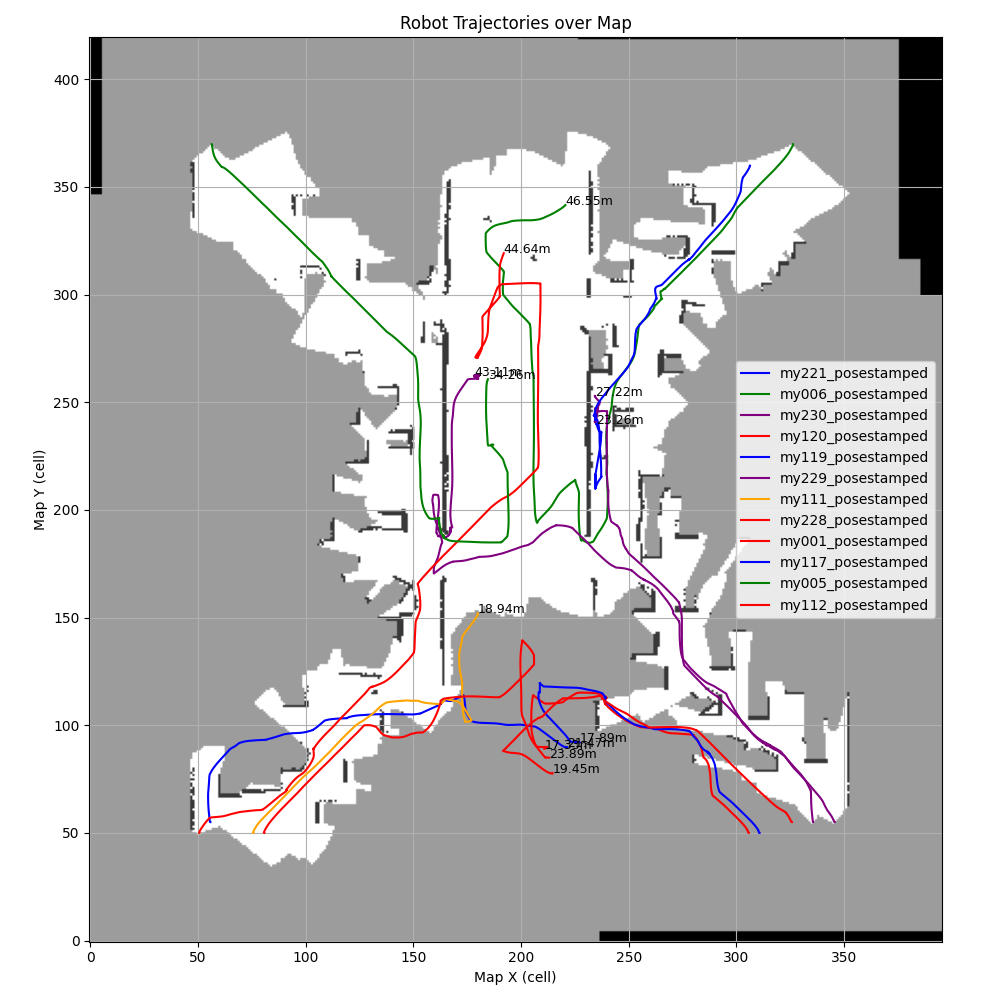 Robot Trajectories over Map
Map Y (cell)
400
350
300
250
200
150
100
50
0
46.55m
44.64m
43.11m
34.26m
27.22m
23.26m
18.94m
17.89m
23.89m
19.45m
my221_posestamped
my006_posestamped
my230_posestamped
my120_posestamped
my119_posestamped
my229_posestamped
my111_posestamped
my228_posestamped
my001_posestamped
my117_posestamped
my005_posestamped
my112_posestamped
0 50 100 150 200 250 300 350
Map X (cell)